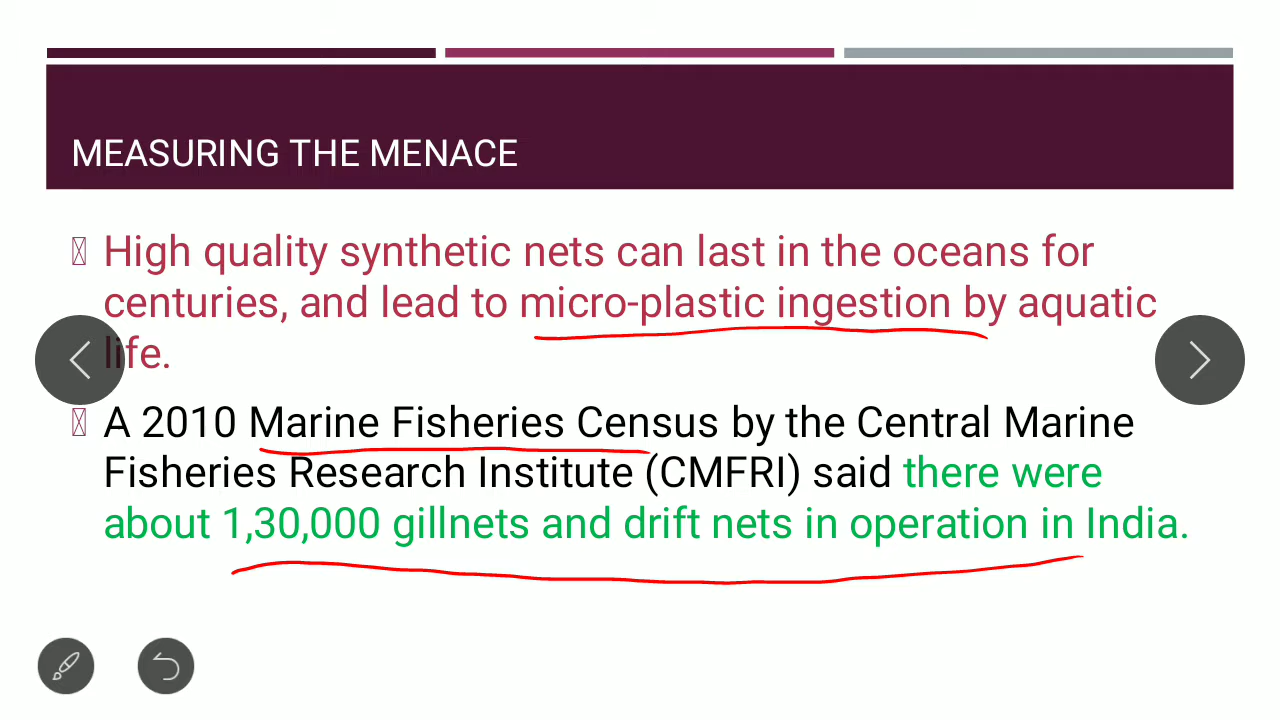 MEASURING THE MENACE
High quality synthetic nets can last in the oceans for
centuries, and lead to micro-plastic ingestion by aquatic
life.
A 2010 Marine Fisheries Census by the Central Marine
Fisheries Research Institute (CMFRI) said there were
about 1,30,000 gillnets and drift nets in operation in India.